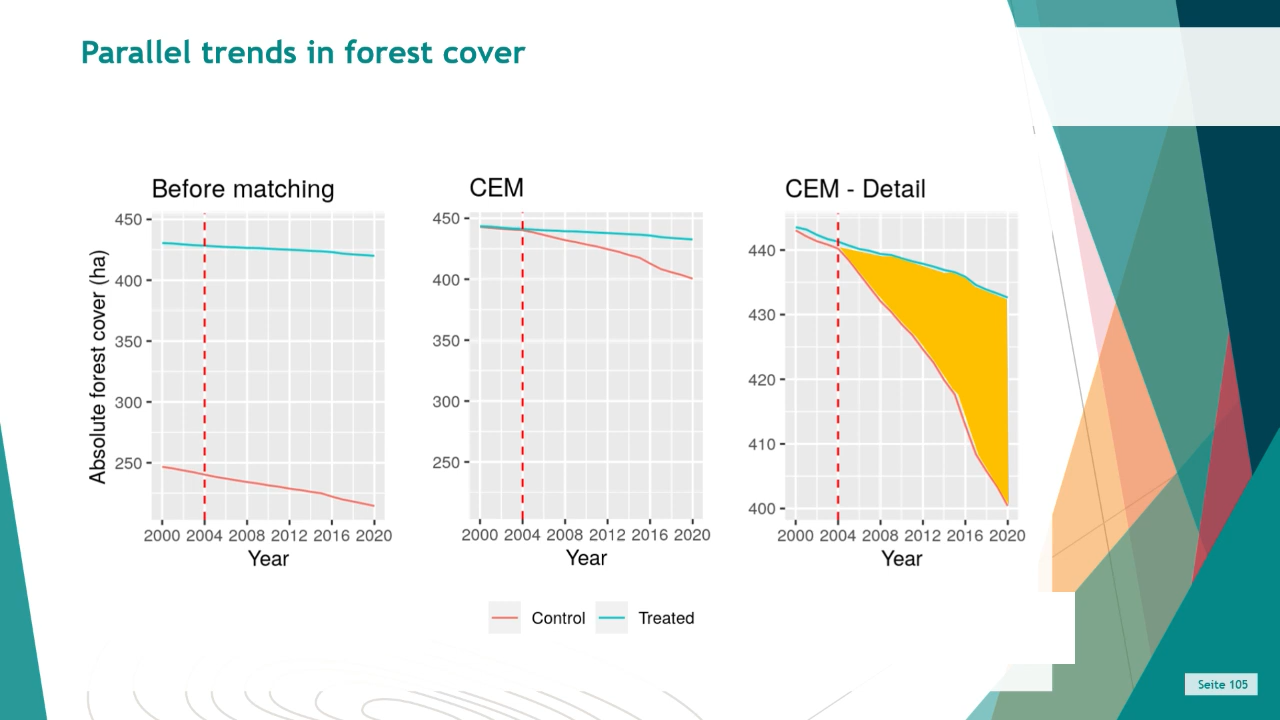 Parallel trends in forest cover
Before matching
450
400
350
300
250
Absolute forest cover (ha)
2000 2004 2008 2012 2016 2020
Year
CEM
450
400
350
300
250
2000 2004 2008 2012 2016 2020
Year
CEM - Detail
440
430
420
410
400
2000 2004 2008 2012 2016 2020
Year
Control Treated
Seite 105